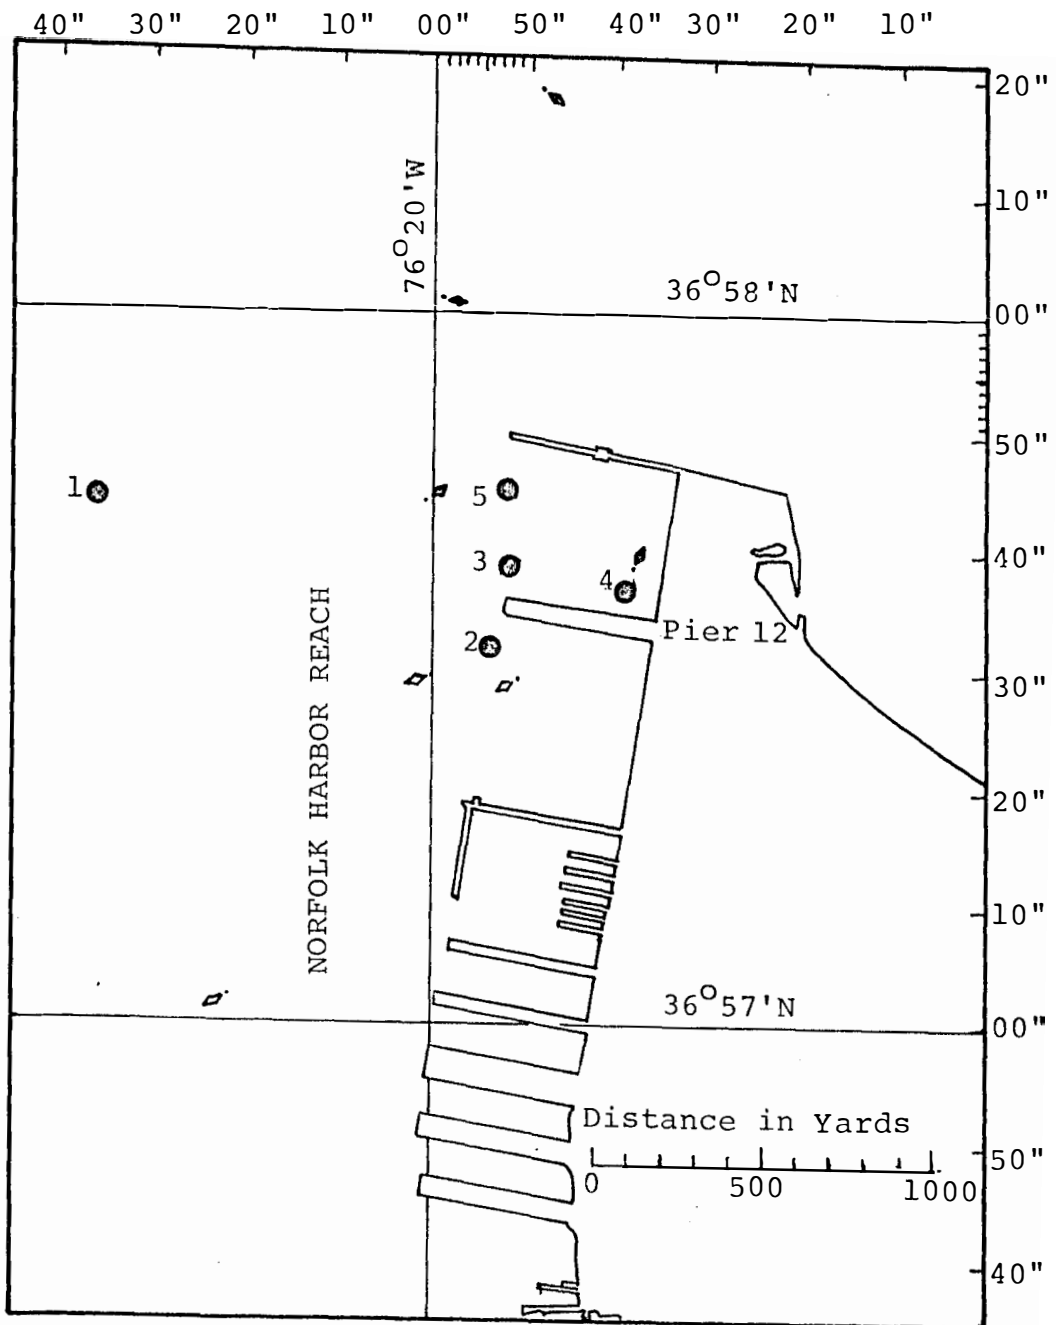 40" 30" 20" 10" 00" 50" 40" 30" 20" 10"
20"
10"
76°20'W
36°58'N
00"
50"
1
5
3
4
40"
Pier 12
2
30"
NORFOLK HARBOR REACH
20"
10"
36°57'N
00"
Distance in Yards
50"
0 500 1000
40"